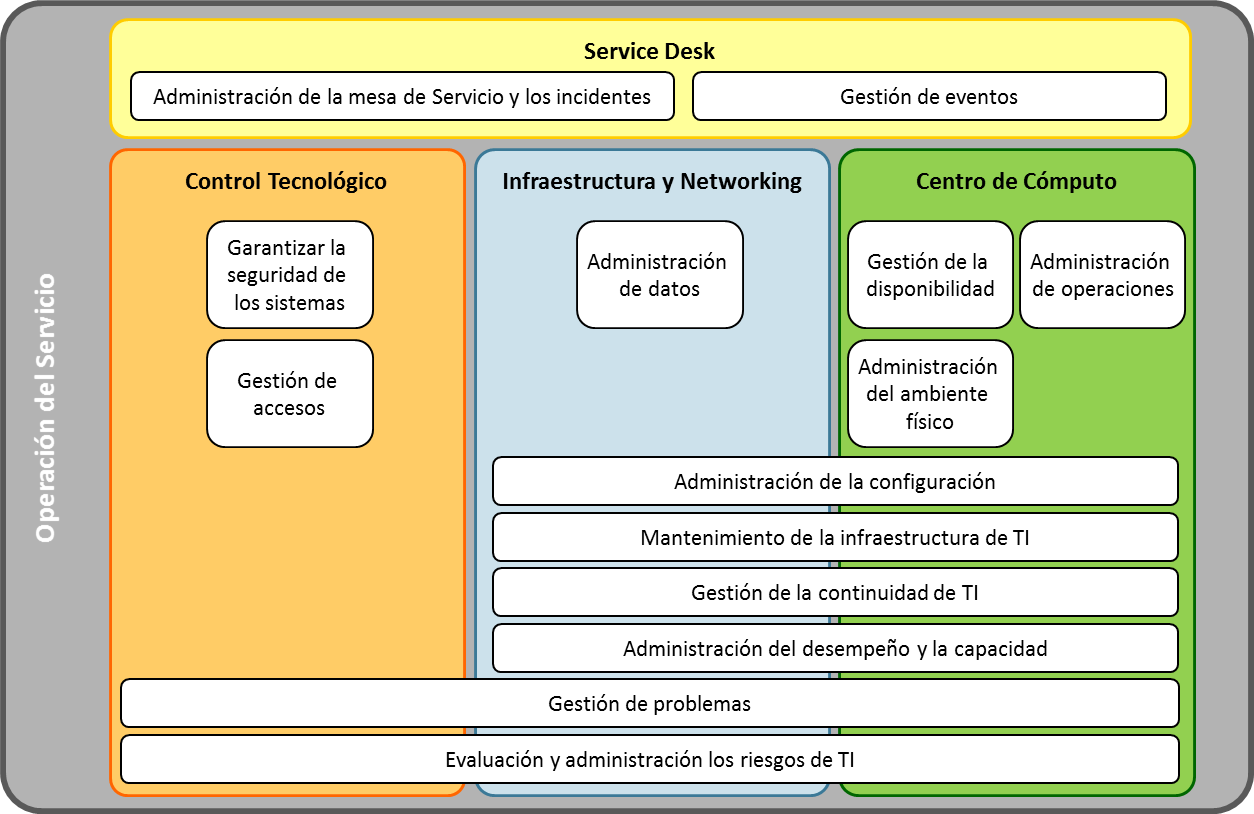 Operación del Servicio
Service Desk
Administración de la mesa de Servicio y los incidentes
Gestión de eventos
Control Tecnológico
Garantizar la
seguridad de
los sistemas
Gestión de
accesos
Infraestructura y Networking
Administración
de datos
Centro de Cómputo
Gestión de la
disponibilidad
Administración
de operaciones
Administración
del ambiente
físico
Administración de la configuración
Mantenimiento de la infraestructura de TI
Gestión de la continuidad de TI
Administración del desempeño y la capacidad
Gestión de problemas
Evaluación y administración los riesgos de TI